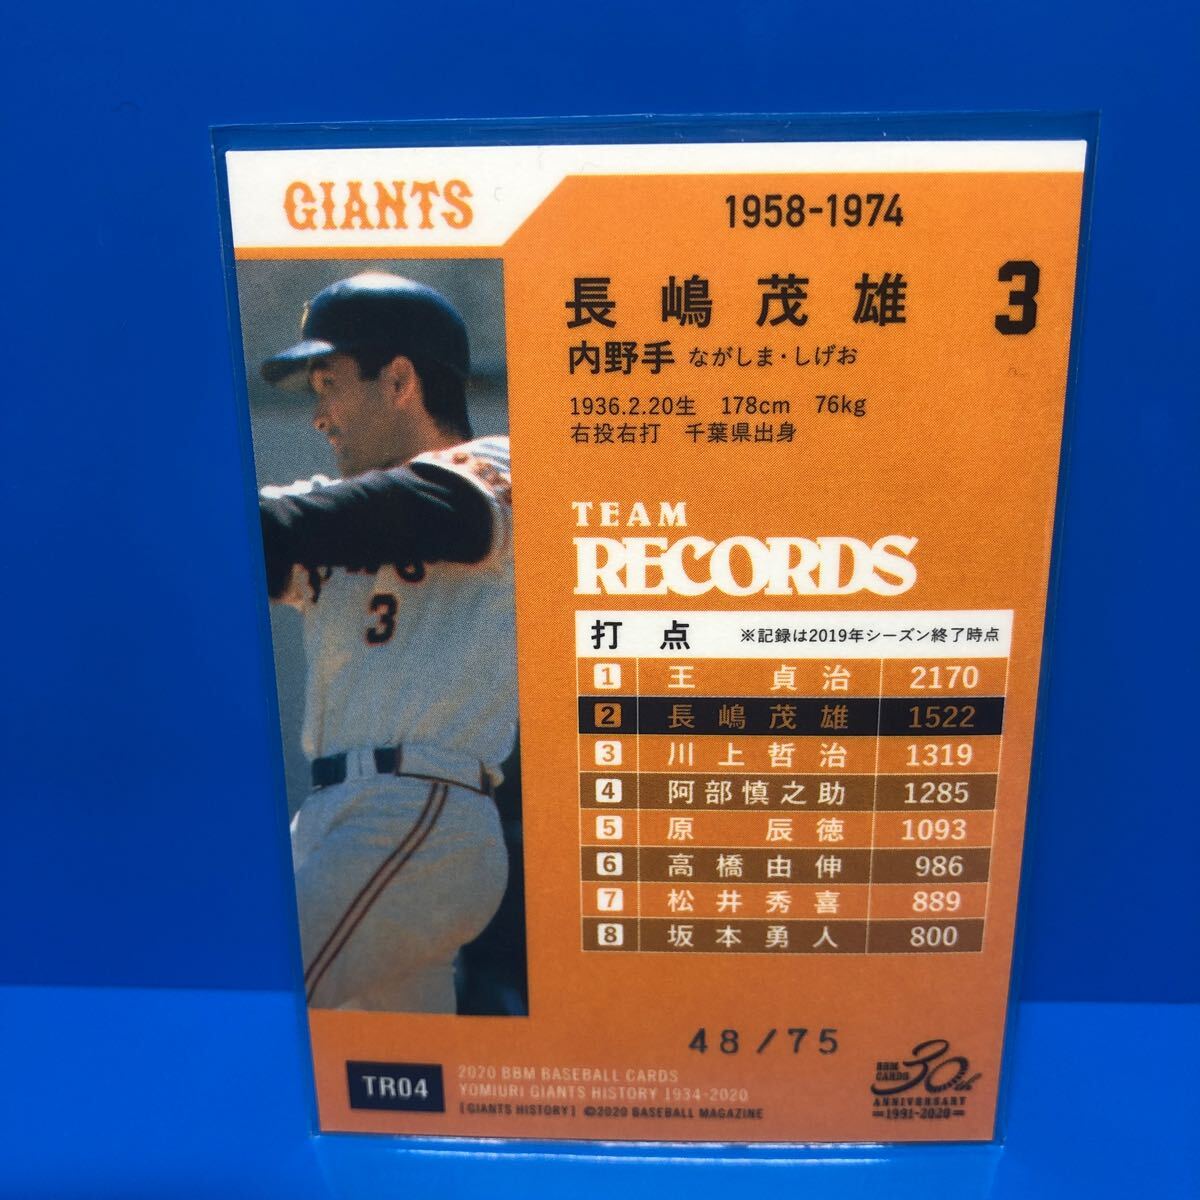 GIANTS
1958-1974
長嶋茂雄 3
内野手 ながしま・しげお
1936.2.20生 178cm 76kg
右投右打 千葉県出身
3
TEAM
RECORDS
打点 ※記録は2019年シーズン終了時点
1 王 貞治 2170
2 長嶋茂雄 1522
3 川上哲治 1319
4 阿部慎之助 1285
5 原 辰徳 1093
6 高橋由伸 986
7 松井秀喜 889
8 坂本勇人 800
48/75
TR04
2020 BBM BASEBALL CARDS
YOMIURI GIANTS HISTORY 1934-2020
[GIANTS HISTORY] ©2020 BASEBALL MAGAZINE
BBM
CARDS
30th
ANNIVERSARY
1991-2020